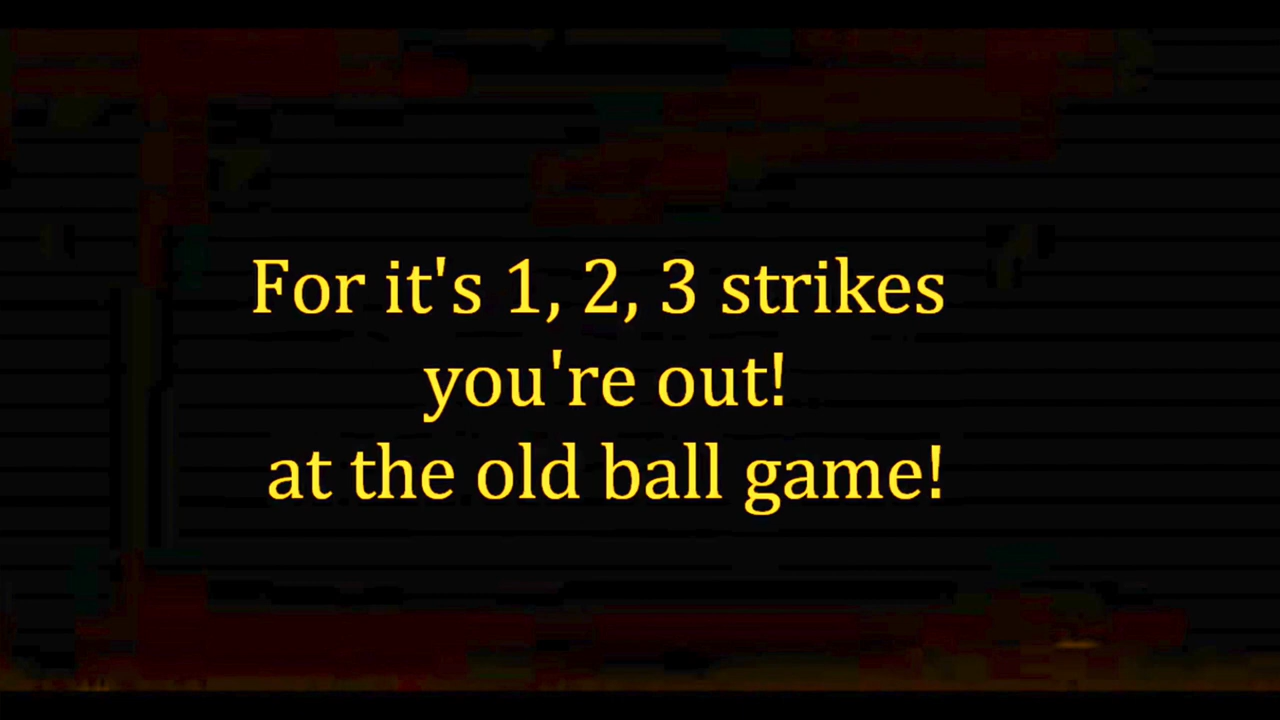 For it's 1, 2, 3 strikes
you're out!
at the old ball game!